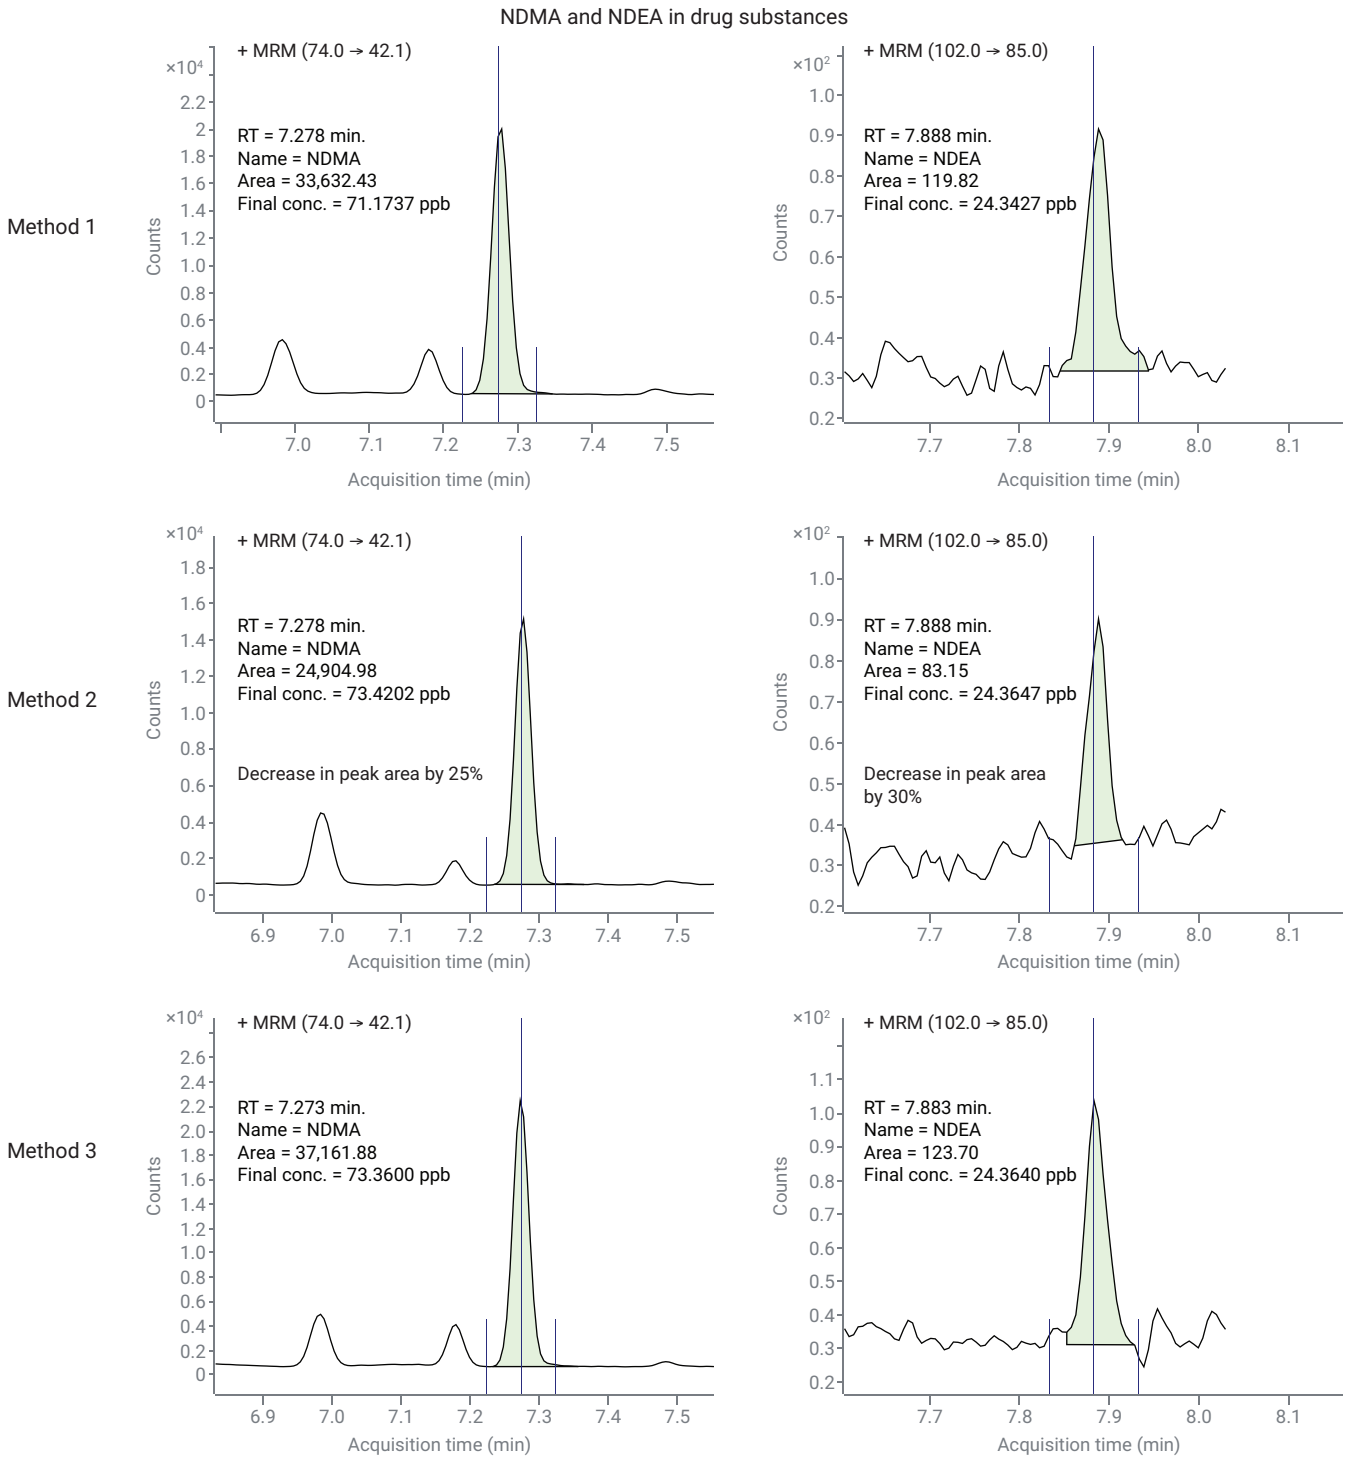 NDMA and NDEA in drug substances
Method 1
×10⁴
+ MRM (74.0 → 42.1)
RT = 7.278 min.
Name = NDMA
Area = 33,632.43
Final conc. = 71.1737 ppb
Counts
2.2
2
1.8
1.6
1.4
1.2
1.0
0.8
0.6
0.4
0.2
0
7.0 7.1 7.2 7.3 7.4 7.5
Acquisition time (min)
×10²
+ MRM (102.0 → 85.0)
RT = 7.888 min.
Name = NDEA
Area = 119.82
Final conc. = 24.3427 ppb
Counts
1.0
0.9
0.8
0.7
0.6
0.5
0.4
0.3
0.2
7.7 7.8 7.9 8.0 8.1
Acquisition time (min)
Method 2
×10⁴
+ MRM (74.0 → 42.1)
RT = 7.278 min.
Name = NDMA
Area = 24,904.98
Final conc. = 73.4202 ppb
Decrease in peak area by 25%
Counts
1.8
1.6
1.4
1.2
1.0
0.8
0.6
0.4
0.2
0
6.9 7.0 7.1 7.2 7.3 7.4 7.5
Acquisition time (min)
×10²
+ MRM (102.0 → 85.0)
RT = 7.888 min.
Name = NDEA
Area = 83.15
Final conc. = 24.3647 ppb
Decrease in peak area
by 30%
Counts
1.0
0.9
0.8
0.7
0.6
0.5
0.4
0.3
0.2
7.7 7.8 7.9 8.0 8.1
Acquisition time (min)
Method 3
×10⁴
+ MRM (74.0 → 42.1)
RT = 7.273 min.
Name = NDMA
Area = 37,161.88
Final conc. = 73.3600 ppb
Counts
2.6
2.4
2.2
2.0
1.8
1.6
1.4
1.2
1.0
0.8
0.6
0.4
0.2
0
6.9 7.0 7.1 7.2 7.3 7.4 7.5
Acquisition time (min)
×10²
+ MRM (102.0 → 85.0)
RT = 7.883 min.
Name = NDEA
Area = 123.70
Final conc. = 24.3640 ppb
Counts
1.1
1.0
0.9
0.8
0.7
0.6
0.5
0.4
0.3
0.2
7.7 7.8 7.9 8.0 8.1
Acquisition time (min)